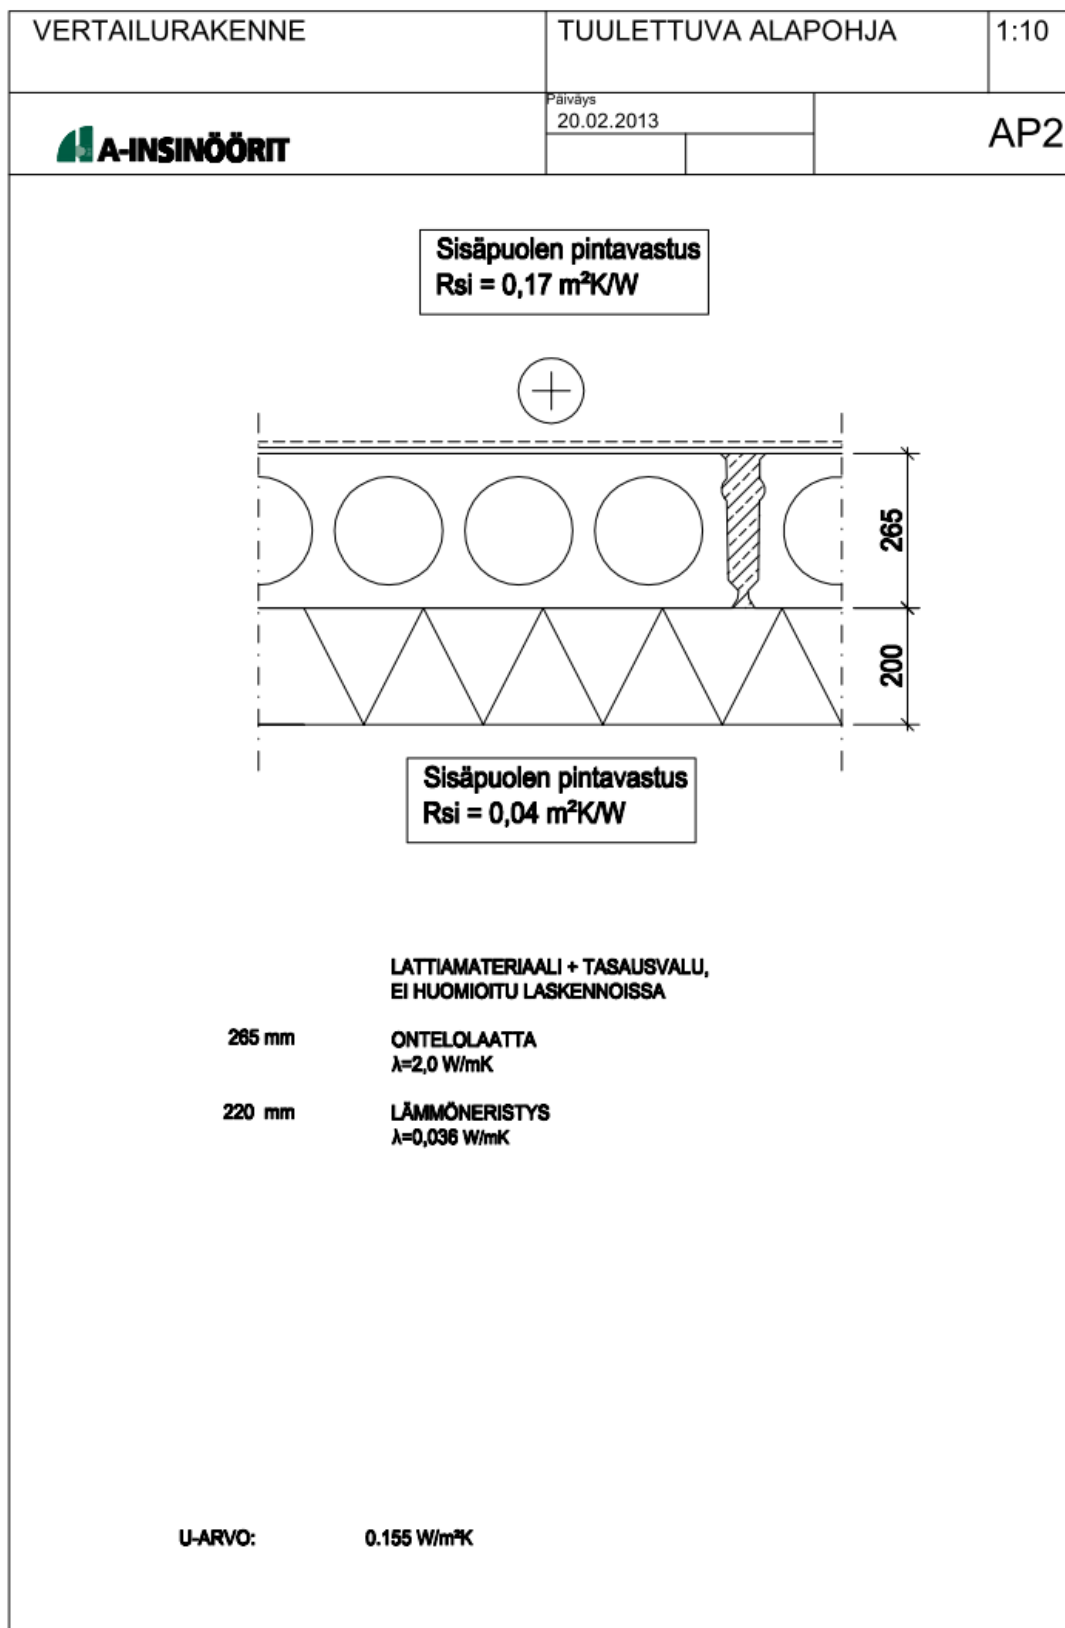 VERTAILURAKENNE
TUULETTUVA ALAPOHJA
1:10
A-INSINÖÖRIT
Päiväys
20.02.2013
AP2
Sisäpuolen pintavastus
Rsi = 0,17 m²K/W
265
200
Sisäpuolen pintavastus
Rsi = 0,04 m²K/W
LATTIAMATERIAALI + TASAUSVALU,
EI HUOMIOITU LASKENNOISSA
265 mm ONTELOLAATTA
λ=2,0 W/mK
220 mm LÄMMÖNERISTYS
λ=0,036 W/mK
U-ARVO: 0.155 W/m²K